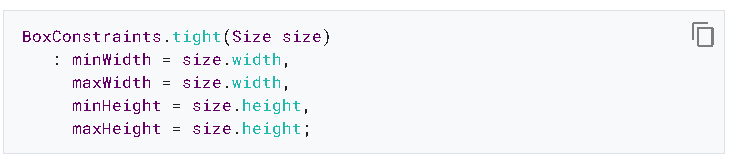 BoxConstraints.tight(Size size)
: minWidth = size.width,
maxWidth = size.width,
minHeight = size.height,
maxHeight = size.height;